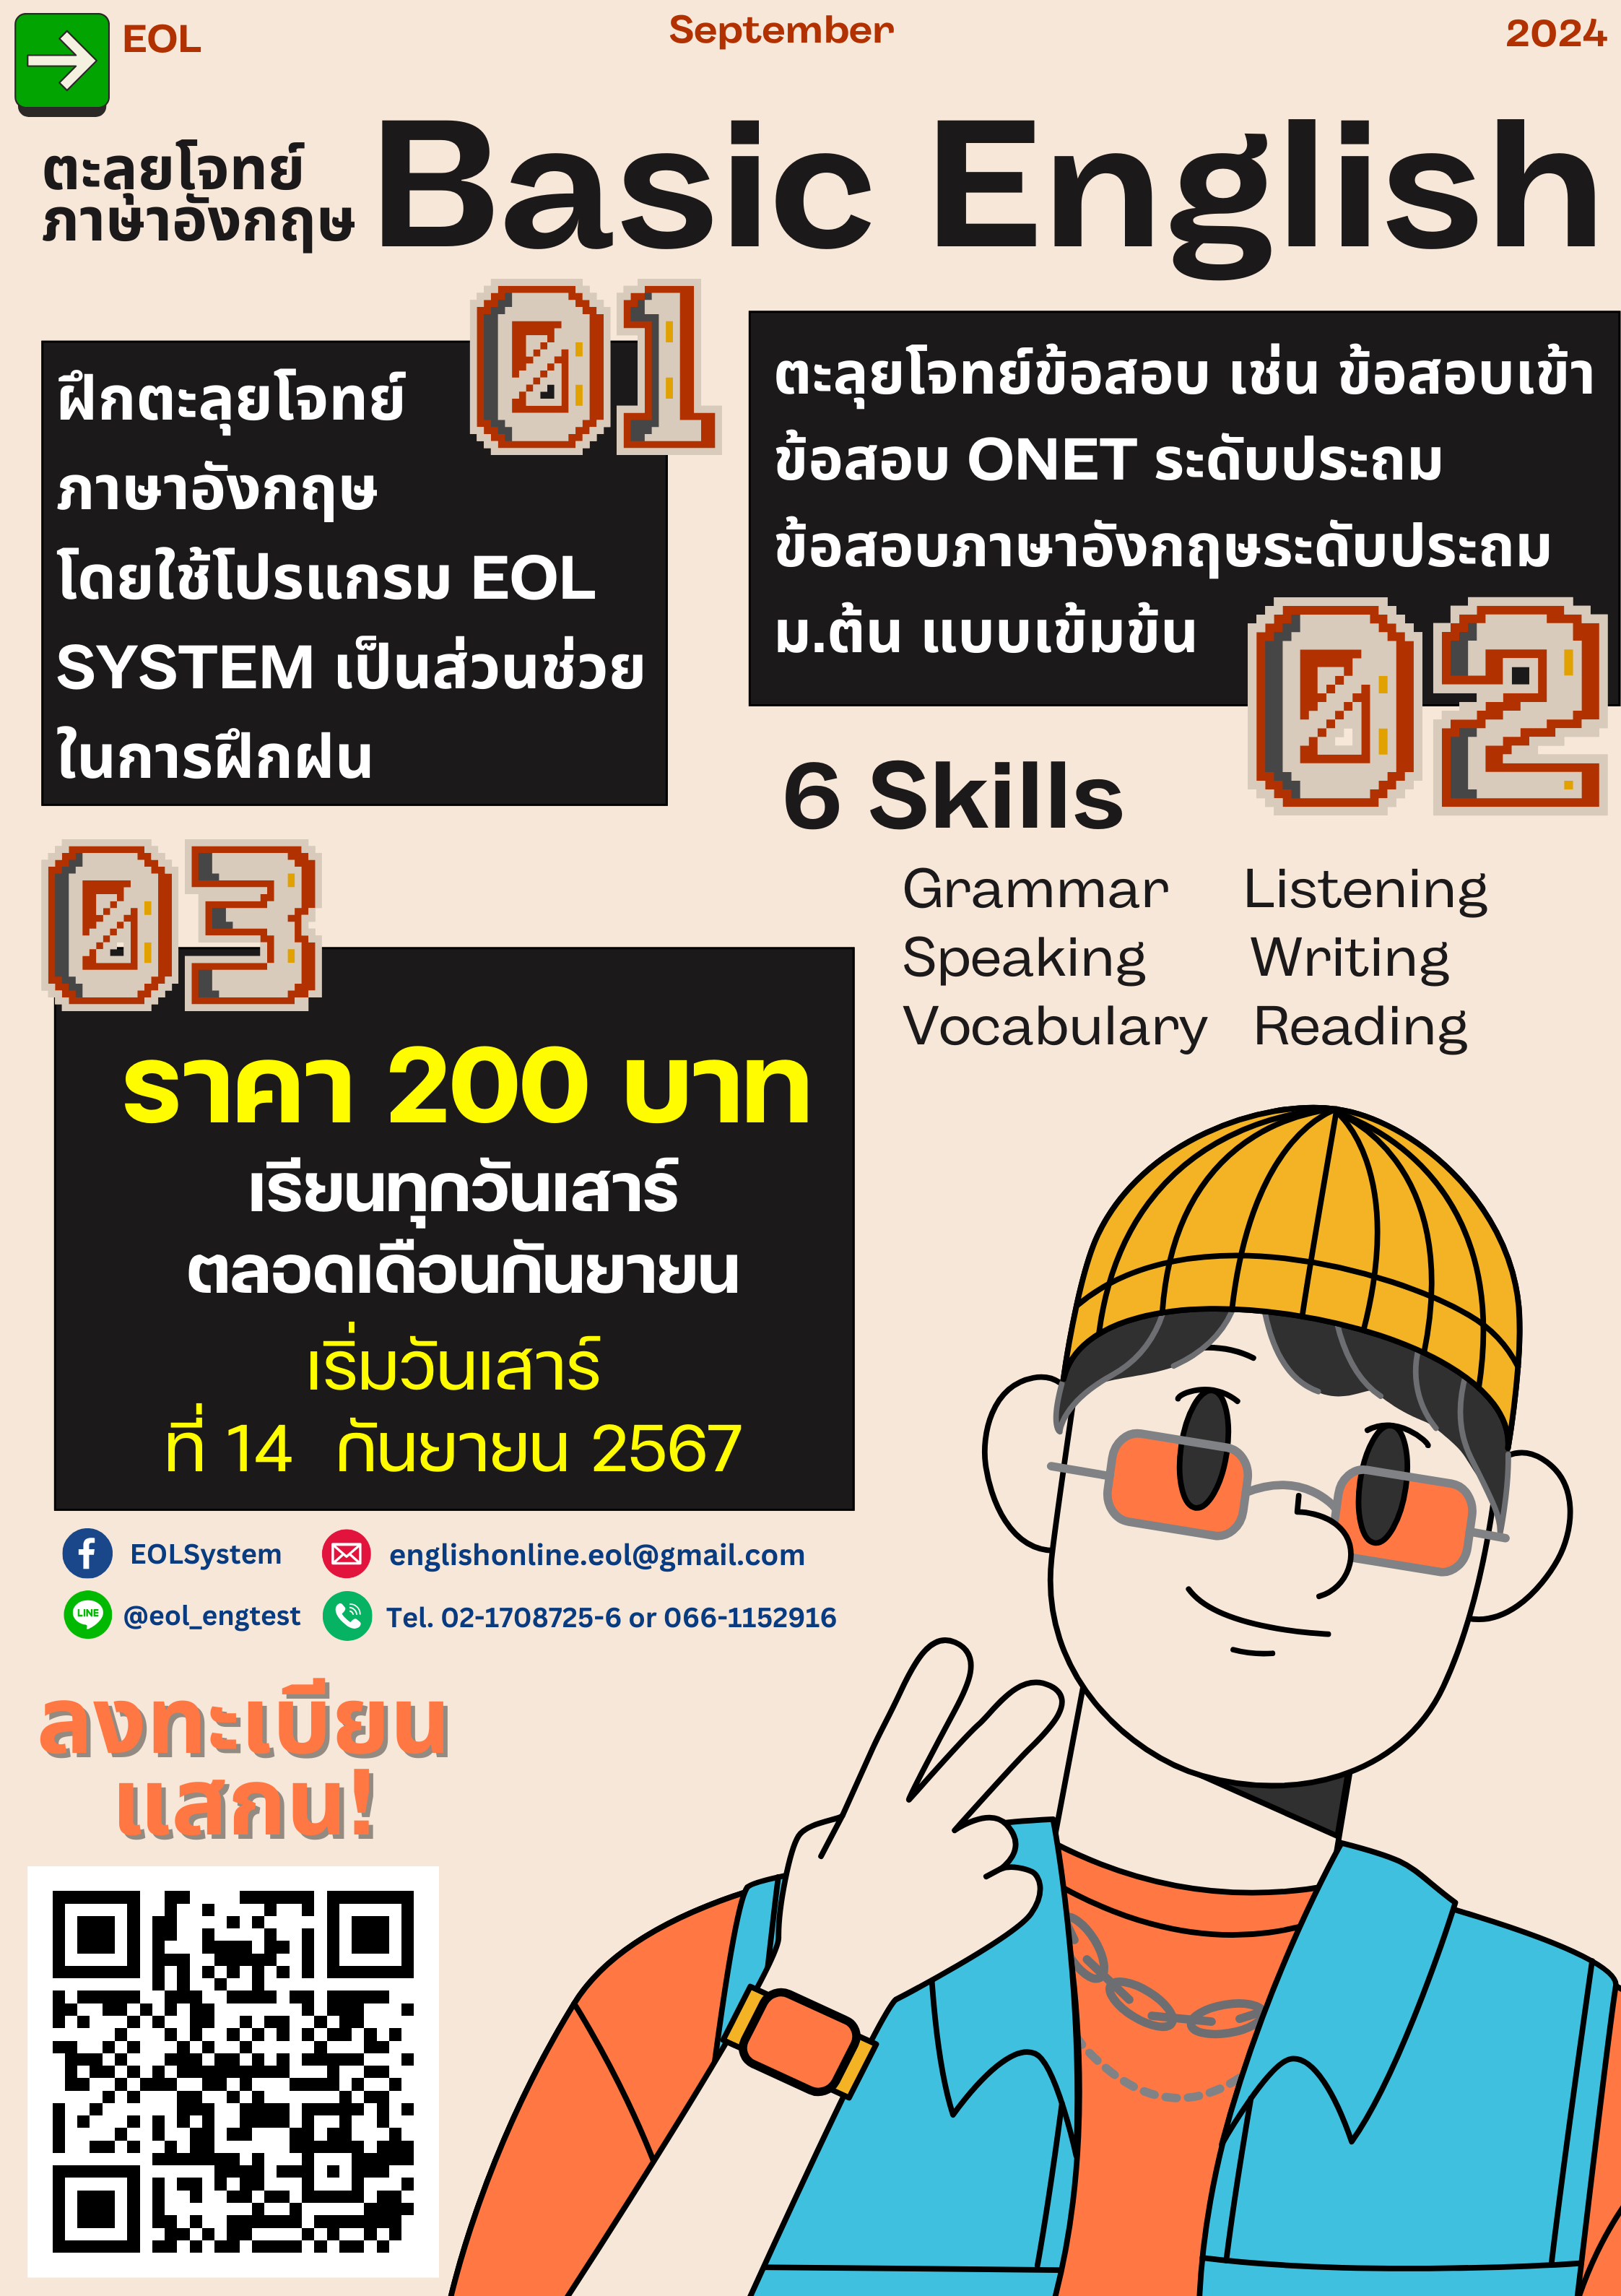 EOL
September
2024
ตะลุยโจทย์
ภาษาอังกฤษ
Basic English
01
ฝึกตะลุยโจทย์
ภาษาอังกฤษ
โดยใช้โปรแกรม EOL
SYSTEM เป็นส่วนช่วย
ในการฝึกฝน
ตะลุยโจทย์ข้อสอบ เช่น ข้อสอบเข้า
ข้อสอบ ONET ระดับประถม
ข้อสอบภาษาอังกฤษระดับประถม
ม.ต้น แบบเข้มข้น
02
6 Skills
Grammar Listening
Speaking Writing
Vocabulary Reading
03
ราคา 200 บาท
เรียนทุกวันเสาร์
ตลอดเดือนกันยายน
เริ่มวันเสาร์
ที่ 14 กันยายน 2567
EOLSystem
englishonline.eol@gmail.com
LINE
@eol_engtest
Tel. 02-1708725-6 or 066-1152916
ลงทะเบียน
แสกน!